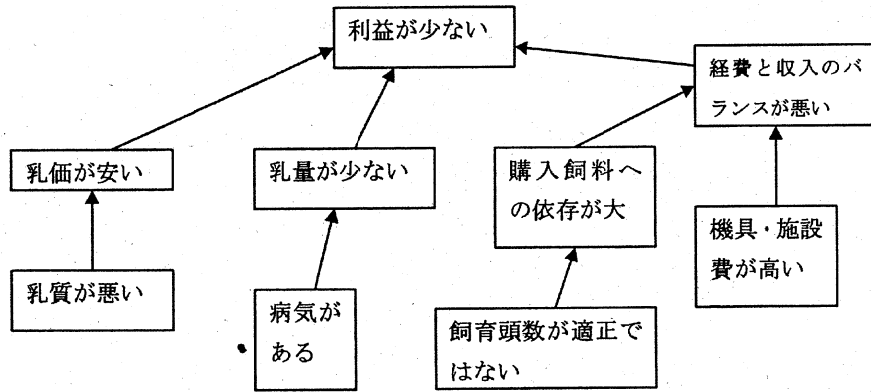 利益が少ない
経費と収入のバ
ランスが悪い
乳価が安い
乳量が少ない
購入飼料へ
の依存が大
機具・施設
費が高い
乳質が悪い
病気が
ある
飼育頭数が適正で
はない